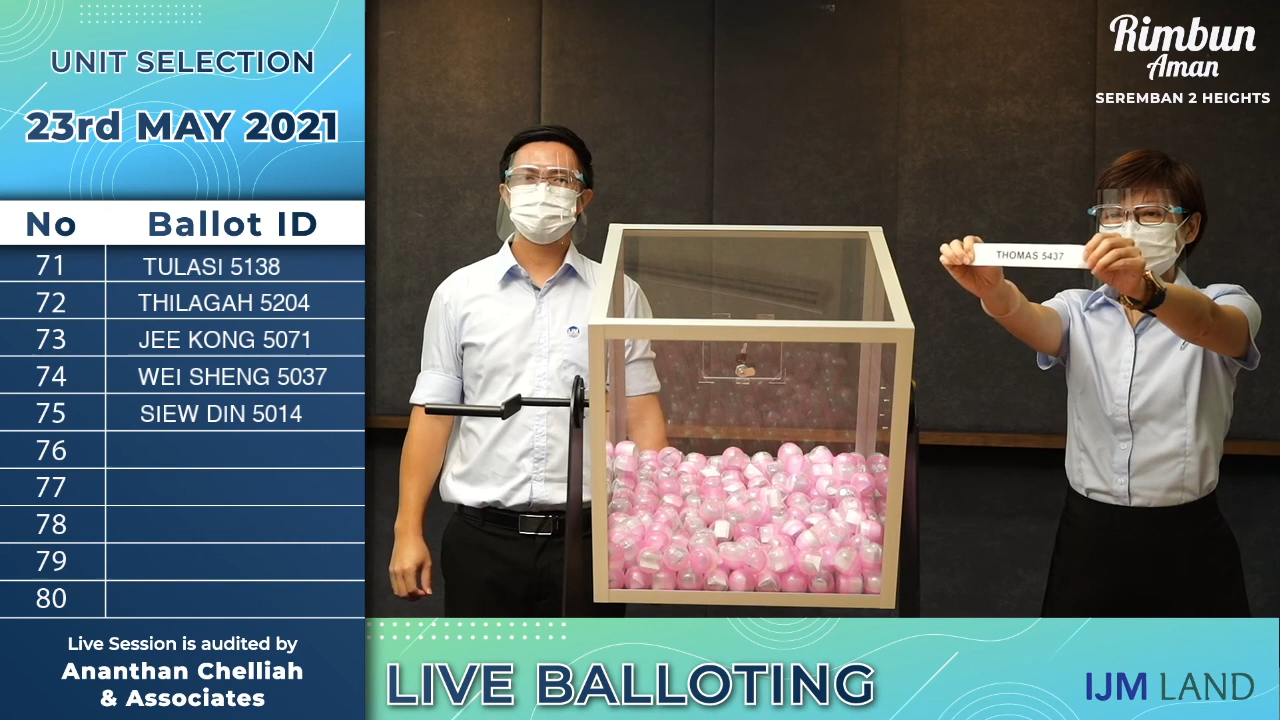 UNIT SELECTION
23rd MAY 2021
No Ballot ID
71 TULASI 5138
72 THILAGAH 5204
73 JEE KONG 5071
74 WEI SHENG 5037
75 SIEW DIN 5014
76
77
78
79
80
Live Session is audited by
Ananthan Chelliah
& Associates
Rimbun
Aman
SEREMBAN 2 HEIGHTS
THOMAS 5437
IJM
LIVE BALLOTING
IJM LAND